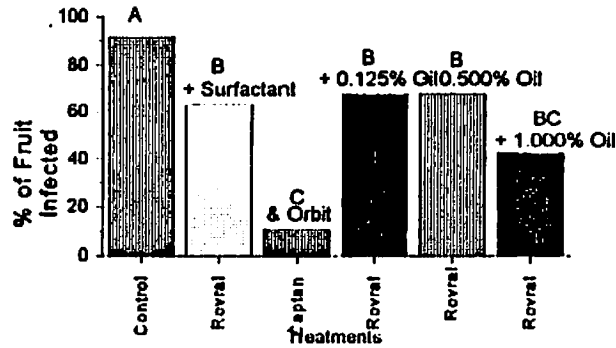 % of Fruit
Infected
100
80
60
40
20
0
A
B
+ Surfactant
C
& Orbit
B
+ 0.125% Oil
B
0.500% Oil
BC
+ 1.000% Oil
Control
Rovral
Captan
Rovral
Rovral
Rovral
Treatments